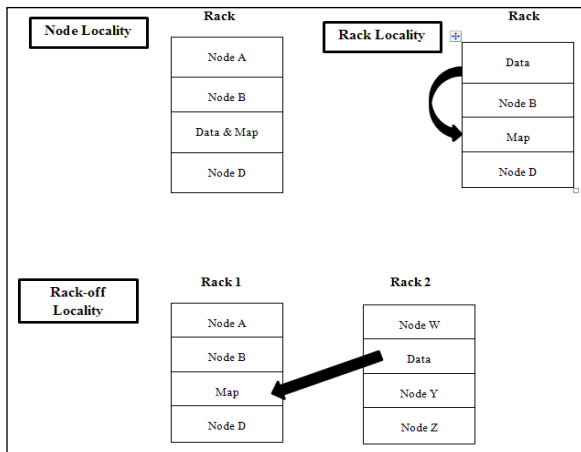 Node Locality
Rack
Node A
Node B
Data & Map
Node D
Rack Locality
Rack
Data
Node B
Map
Node D
Rack-off
Locality
Rack 1
Node A
Node B
Map
Node D
Rack 2
Node W
Data
Node Y
Node Z